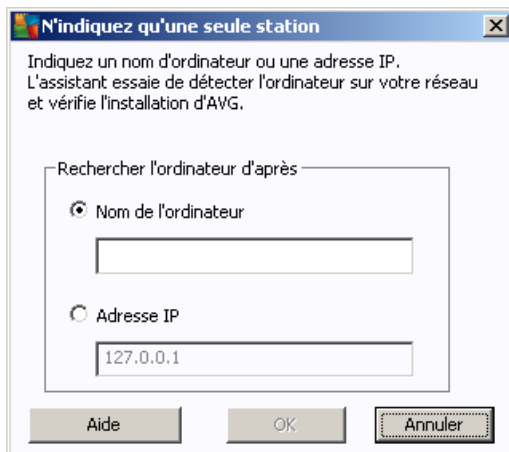 N'indiquez qu'une seule station
Indiquez un nom d'ordinateur ou une adresse IP.
L'assistant essaie de détecter l'ordinateur sur votre réseau
et vérifie l'installation d'AVG.
Rechercher l'ordinateur d'après
Nom de l'ordinateur
Adresse IP
127.0.0.1
Aide OK Annuler